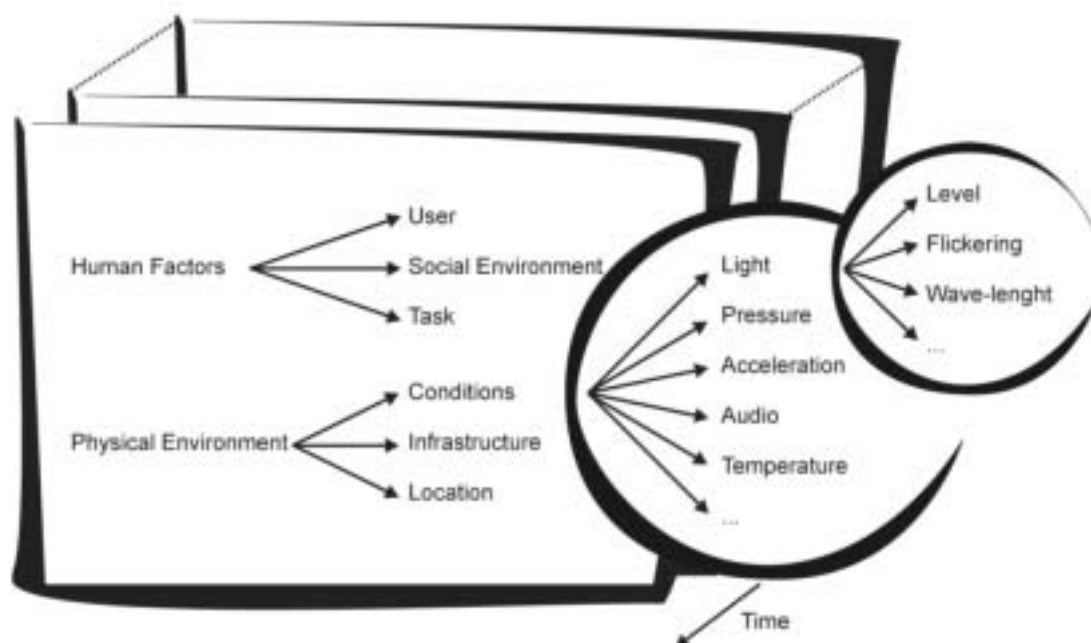 Human Factors
User
Social Environment
Task
Physical Environment
Conditions
Infrastructure
Location
Light
Pressure
Acceleration
Audio
Temperature
...
Level
Flickering
Wave-lenght
...
Time